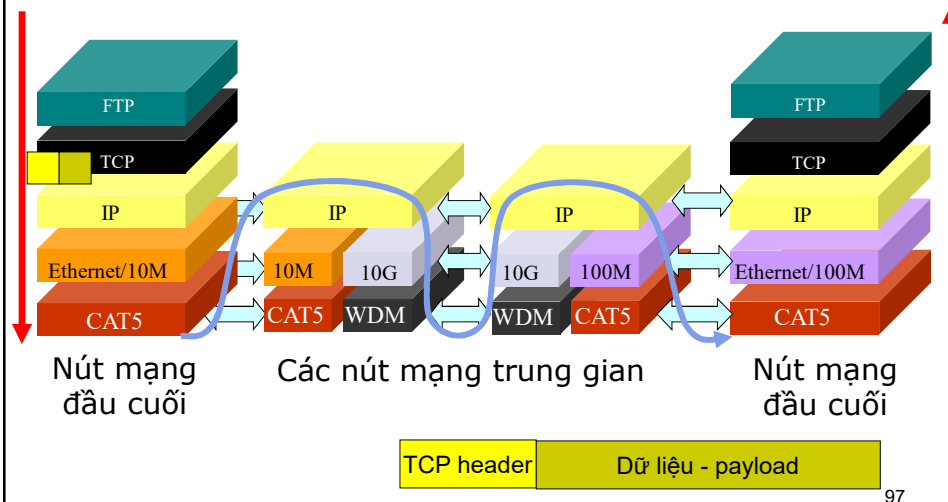 FTP
TCP
IP
Ethernet/10M
CAT5
IP
10M
10G
CAT5
WDM
IP
10G
100M
WDM
CAT5
FTP
TCP
IP
Ethernet/100M
CAT5
Nút mạng
đầu cuối
Các nút mạng trung gian
Nút mạng
đầu cuối
TCP header
Dữ liệu - payload
97